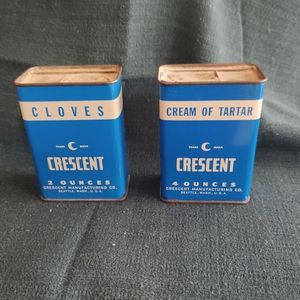 CLOVES
TRADE MARK
CRESCENT
2 OUNCES
CRESCENT MANUFACTURING CO.
SEATTLE, WASH., U.S.A.
CREAM OF TARTAR
TRADE MARK
CRESCENT
4 OUNCES
CRESCENT MANUFACTURING CO.
SEATTLE, WASH., U.S.A.